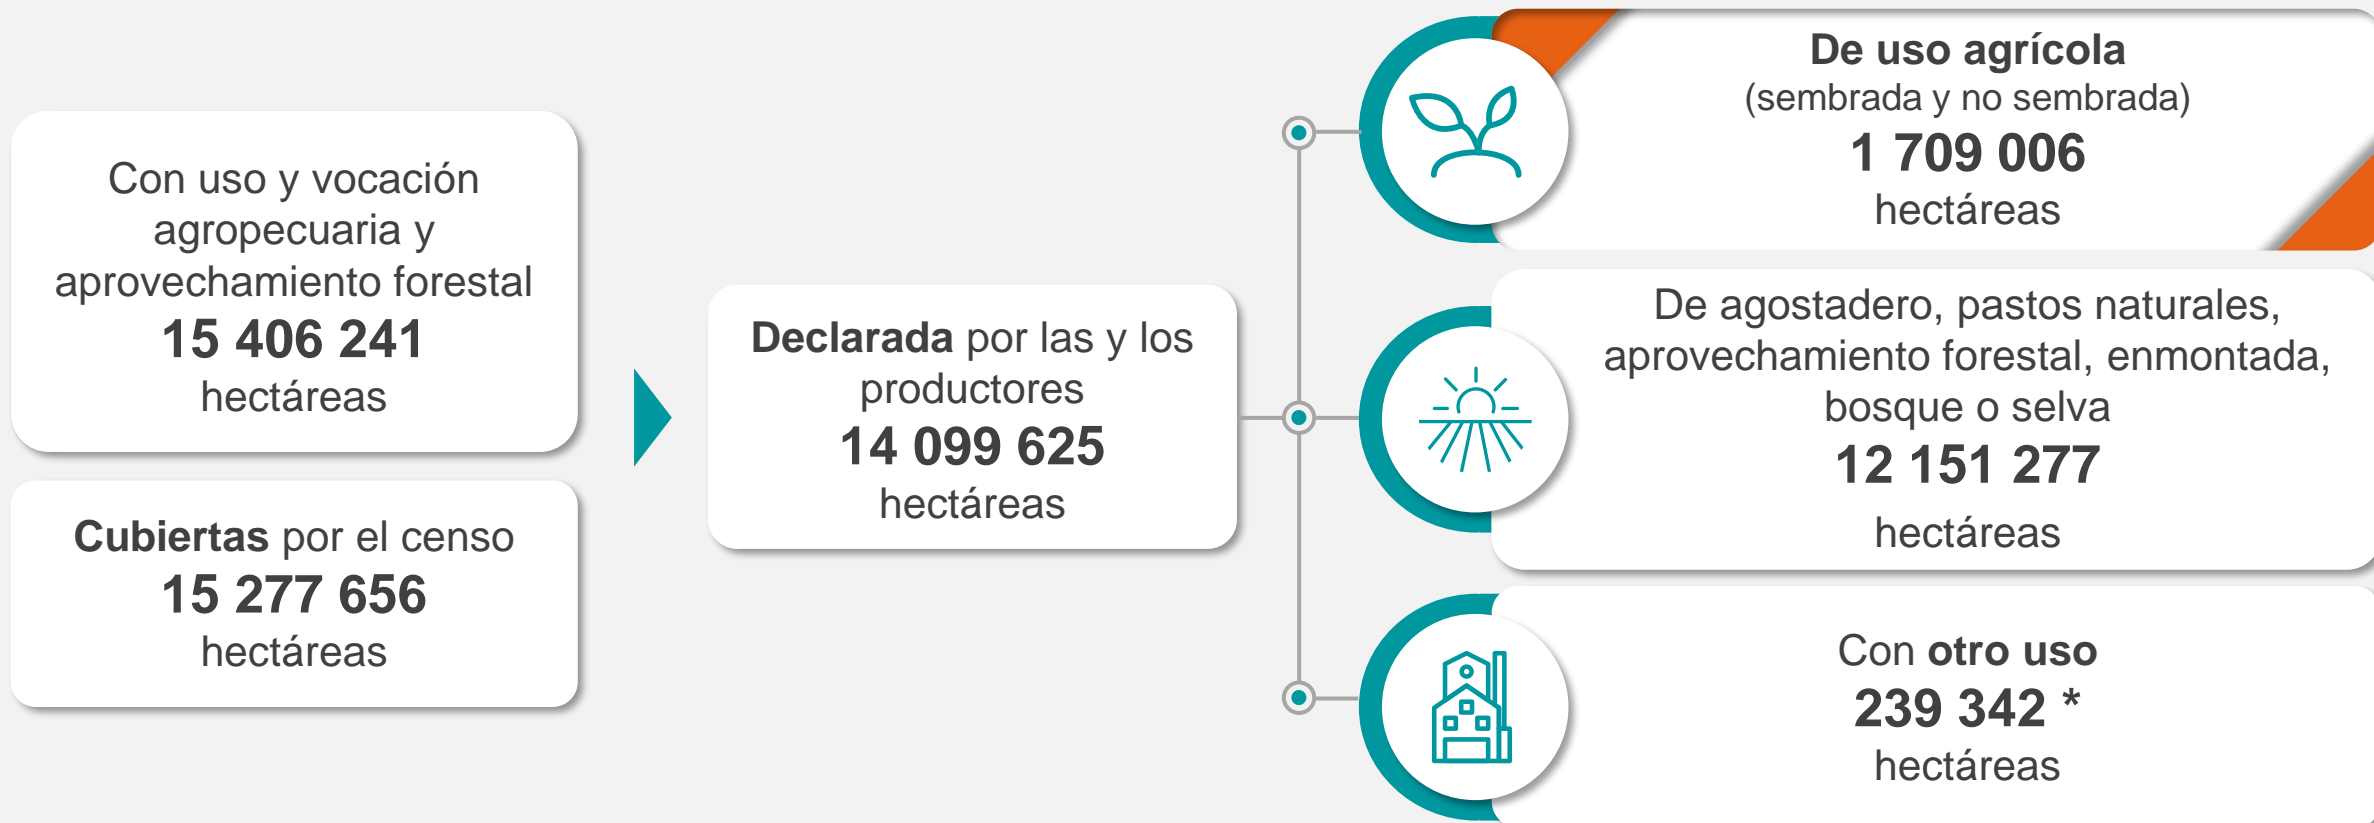 Con uso y vocación
agropecuaria y
aprovechamiento forestal
15 406 241
hectáreas
Cubiertas por el censo
15 277 656
hectáreas
Declarada por las y los
productores
14 099 625
hectáreas
De uso agrícola
(sembrada y no sembrada)
1 709 006
hectáreas
De agostadero, pastos naturales,
aprovechamiento forestal, enmontada,
bosque o selva
12 151 277
hectáreas
Con otro uso
239 342 *
hectáreas